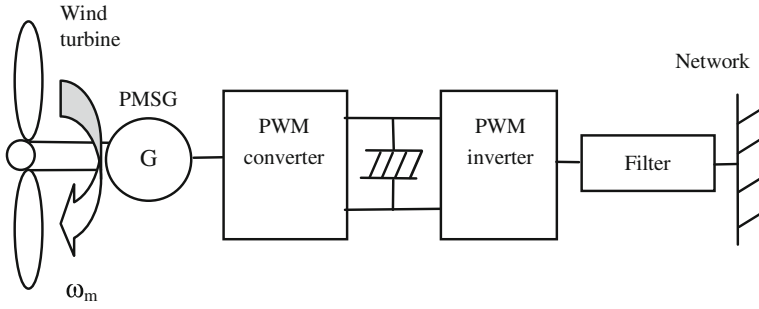 Wind
turbine
PMSG
G
ωm
PWM
converter
PWM
inverter
Filter
Network